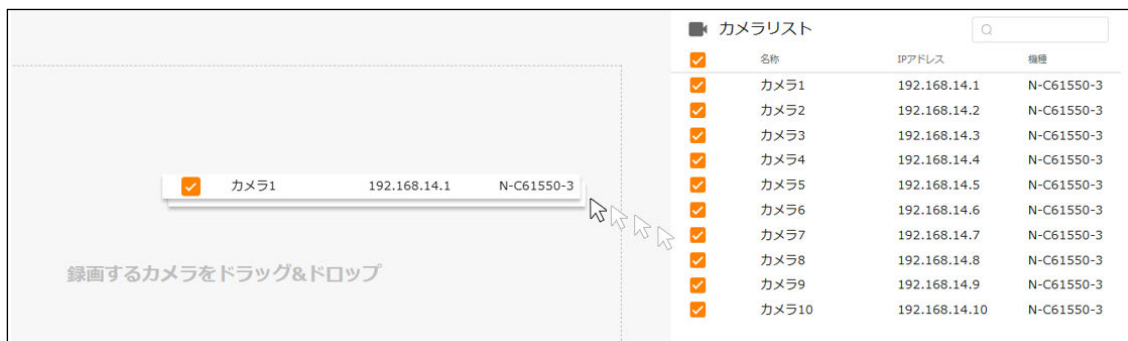 カメラリスト
名称 IPアドレス 機種
カメラ1 192.168.14.1 N-C61550-3
カメラ2 192.168.14.2 N-C61550-3
カメラ3 192.168.14.3 N-C61550-3
カメラ4 192.168.14.4 N-C61550-3
カメラ5 192.168.14.5 N-C61550-3
カメラ6 192.168.14.6 N-C61550-3
カメラ7 192.168.14.7 N-C61550-3
カメラ8 192.168.14.8 N-C61550-3
カメラ9 192.168.14.9 N-C61550-3
カメラ10 192.168.14.10 N-C61550-3
カメラ1 192.168.14.1 N-C61550-3
録画するカメラをドラッグ&ドロップ